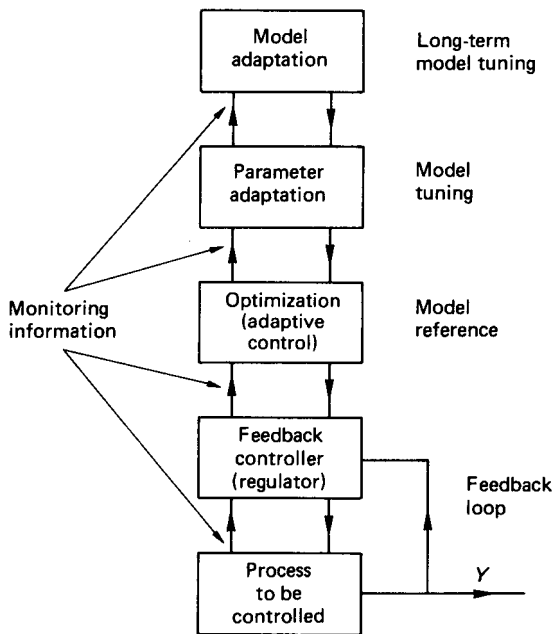 Model
adaptation
Long-term
model tuning
Parameter
adaptation
Model
tuning
Monitoring
information
Optimization
(adaptive
control)
Model
reference
Feedback
controller
(regulator)
Feedback
loop
Process
to be
controlled
Y